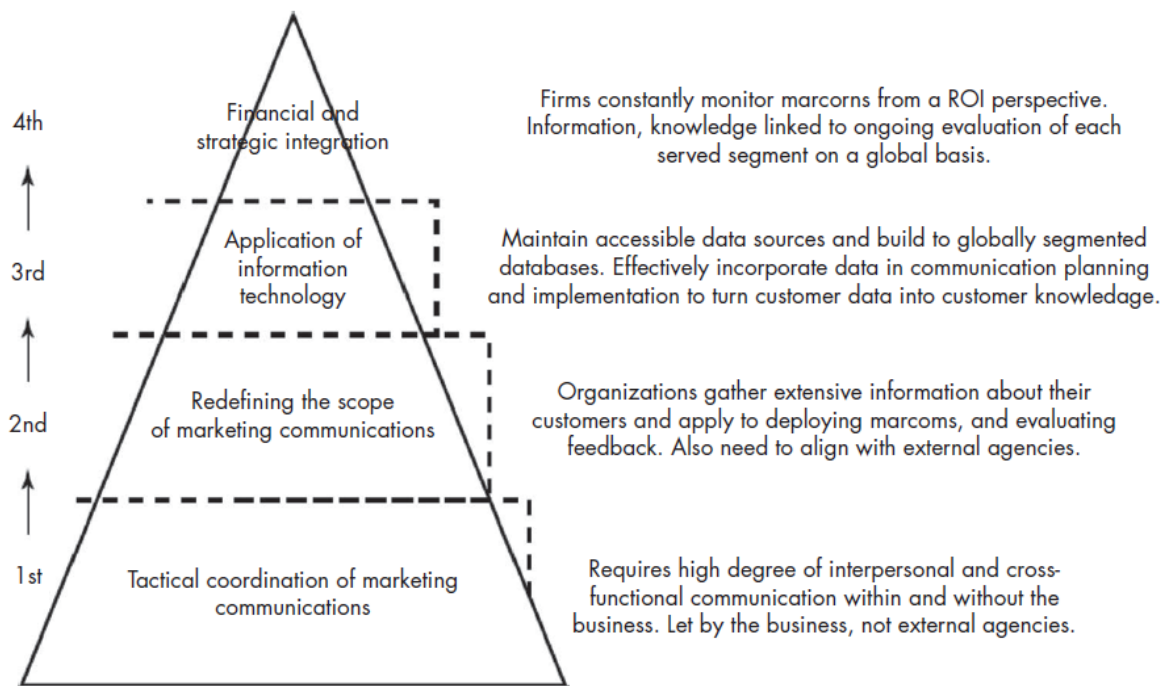 4th
Financial and
strategic integration
Firms constantly monitor marcorns from a ROI perspective.
Information, knowledge linked to ongoing evaluation of each
served segment on a global basis.
3rd
Application of
information
technology
Maintain accessible data sources and build to globally segmented
databases. Effectively incorporate data in communication planning
and implementation to turn customer data into customer knowledage.
2nd
Redefining the scope
of marketing communications
Organizations gather extensive information about their
customers and apply to deploying marcoms, and evaluating
feedback. Also need to align with external agencies.
1st
Tactical coordination of marketing
communications
Requires high degree of interpersonal and cross-
functional communication within and without the
business. Let by the business, not external agencies.